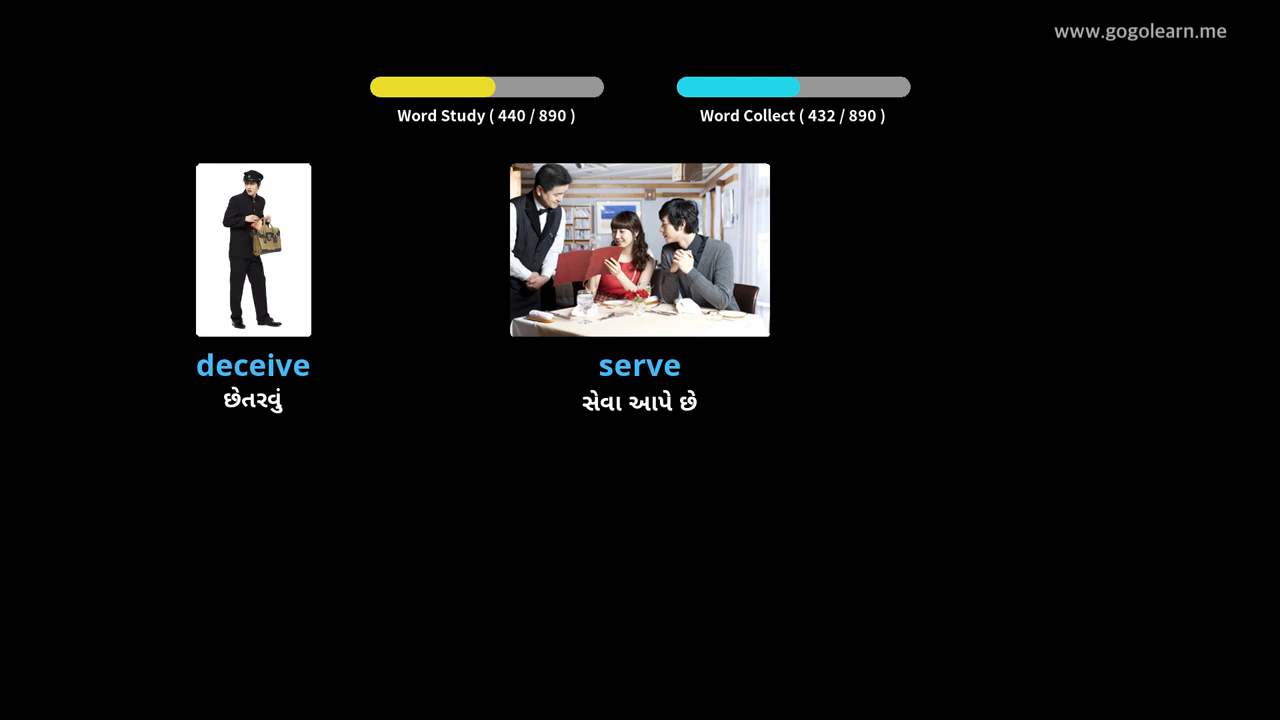 www.gogolearn.me
Word Study ( 440 / 890 )
Word Collect ( 432 / 890 )
deceive
છેતરવું
serve
સેવા આપે છે